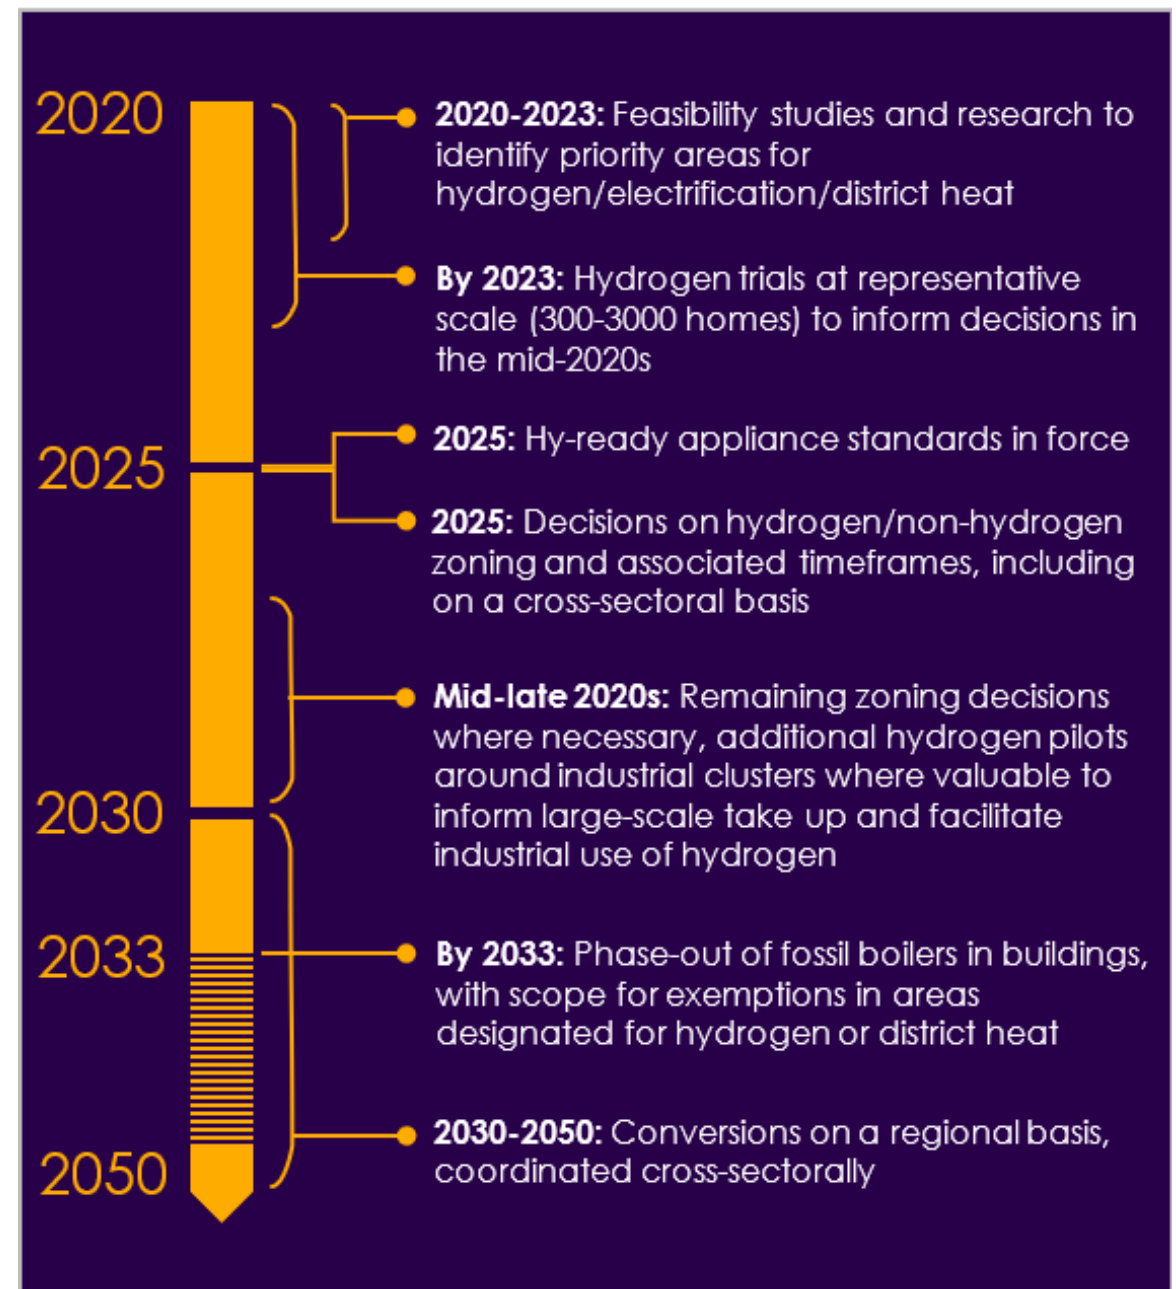 2020
2020-2023: Feasibility studies and research to
identify priority areas for
hydrogen/electrification/district heat
By 2023: Hydrogen trials at representative
scale (300-3000 homes) to inform decisions in
the mid-2020s
2025
2025: Hy-ready appliance standards in force
2025: Decisions on hydrogen/non-hydrogen
zoning and associated timeframes, including
on a cross-sectoral basis
Mid-late 2020s: Remaining zoning decisions
where necessary, additional hydrogen pilots
around industrial clusters where valuable to
inform large-scale take up and facilitate
industrial use of hydrogen
2030
2033
By 2033: Phase-out of fossil boilers in buildings,
with scope for exemptions in areas
designated for hydrogen or district heat
2030-2050: Conversions on a regional basis,
coordinated cross-sectorally
2050